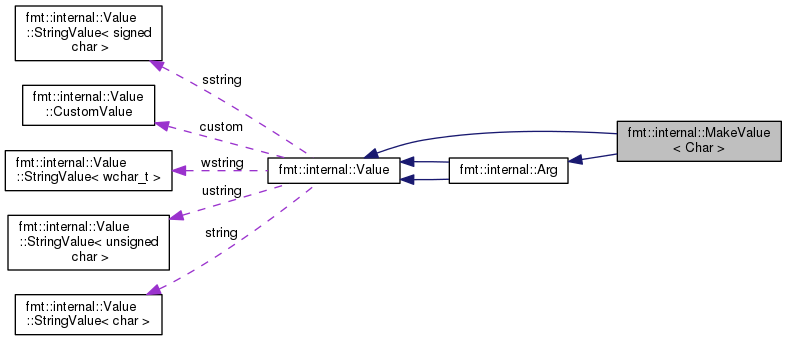 fmt::internal::Value
::StringValue< signed
char >
sstring
fmt::internal::Value
::CustomValue
custom
fmt::internal::MakeValue
< Char >
fmt::internal::Value
::StringValue< wchar_t >
wstring
fmt::internal::Value
fmt::internal::Arg
ustring
fmt::internal::Value
::StringValue< unsigned
char >
string
fmt::internal::Value
::StringValue< char >